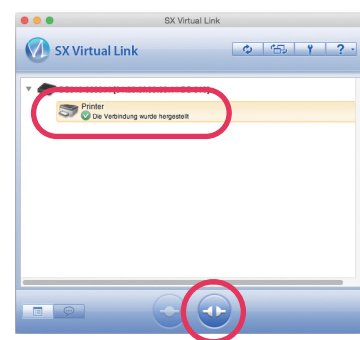 SX Virtual Link
SX Virtual Link
?
Printer
Die Verbindung wurde hergestellt